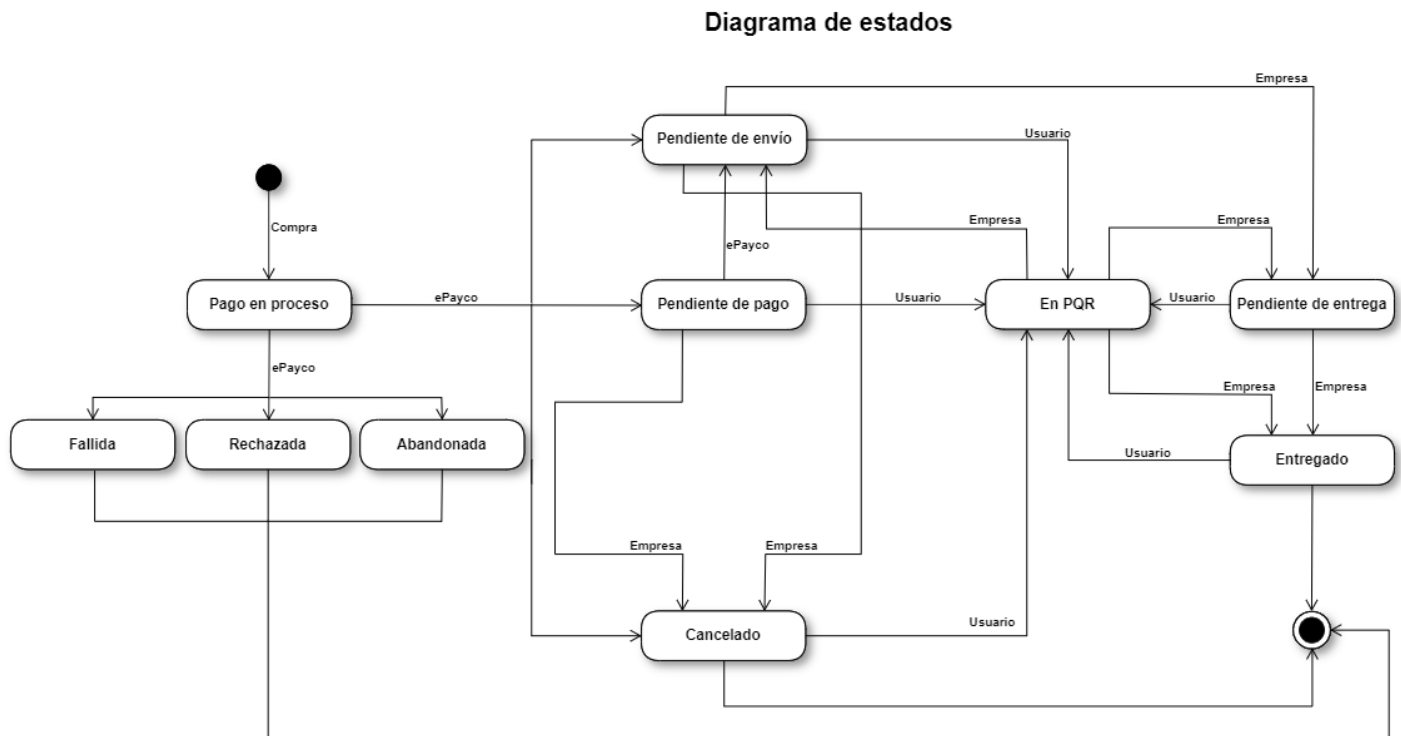 Diagrama de estados
Empresa
Pendiente de envío
Usuario
Compra
Empresa
Empresa
ePayco
Pago en proceso
ePayco
Pendiente de pago
Usuario
En PQR
Usuario
Pendiente de entrega
ePayco
Empresa
Empresa
Fallida
Rechazada
Abandonada
Usuario
Entregado
Empresa
Empresa
Cancelado
Usuario